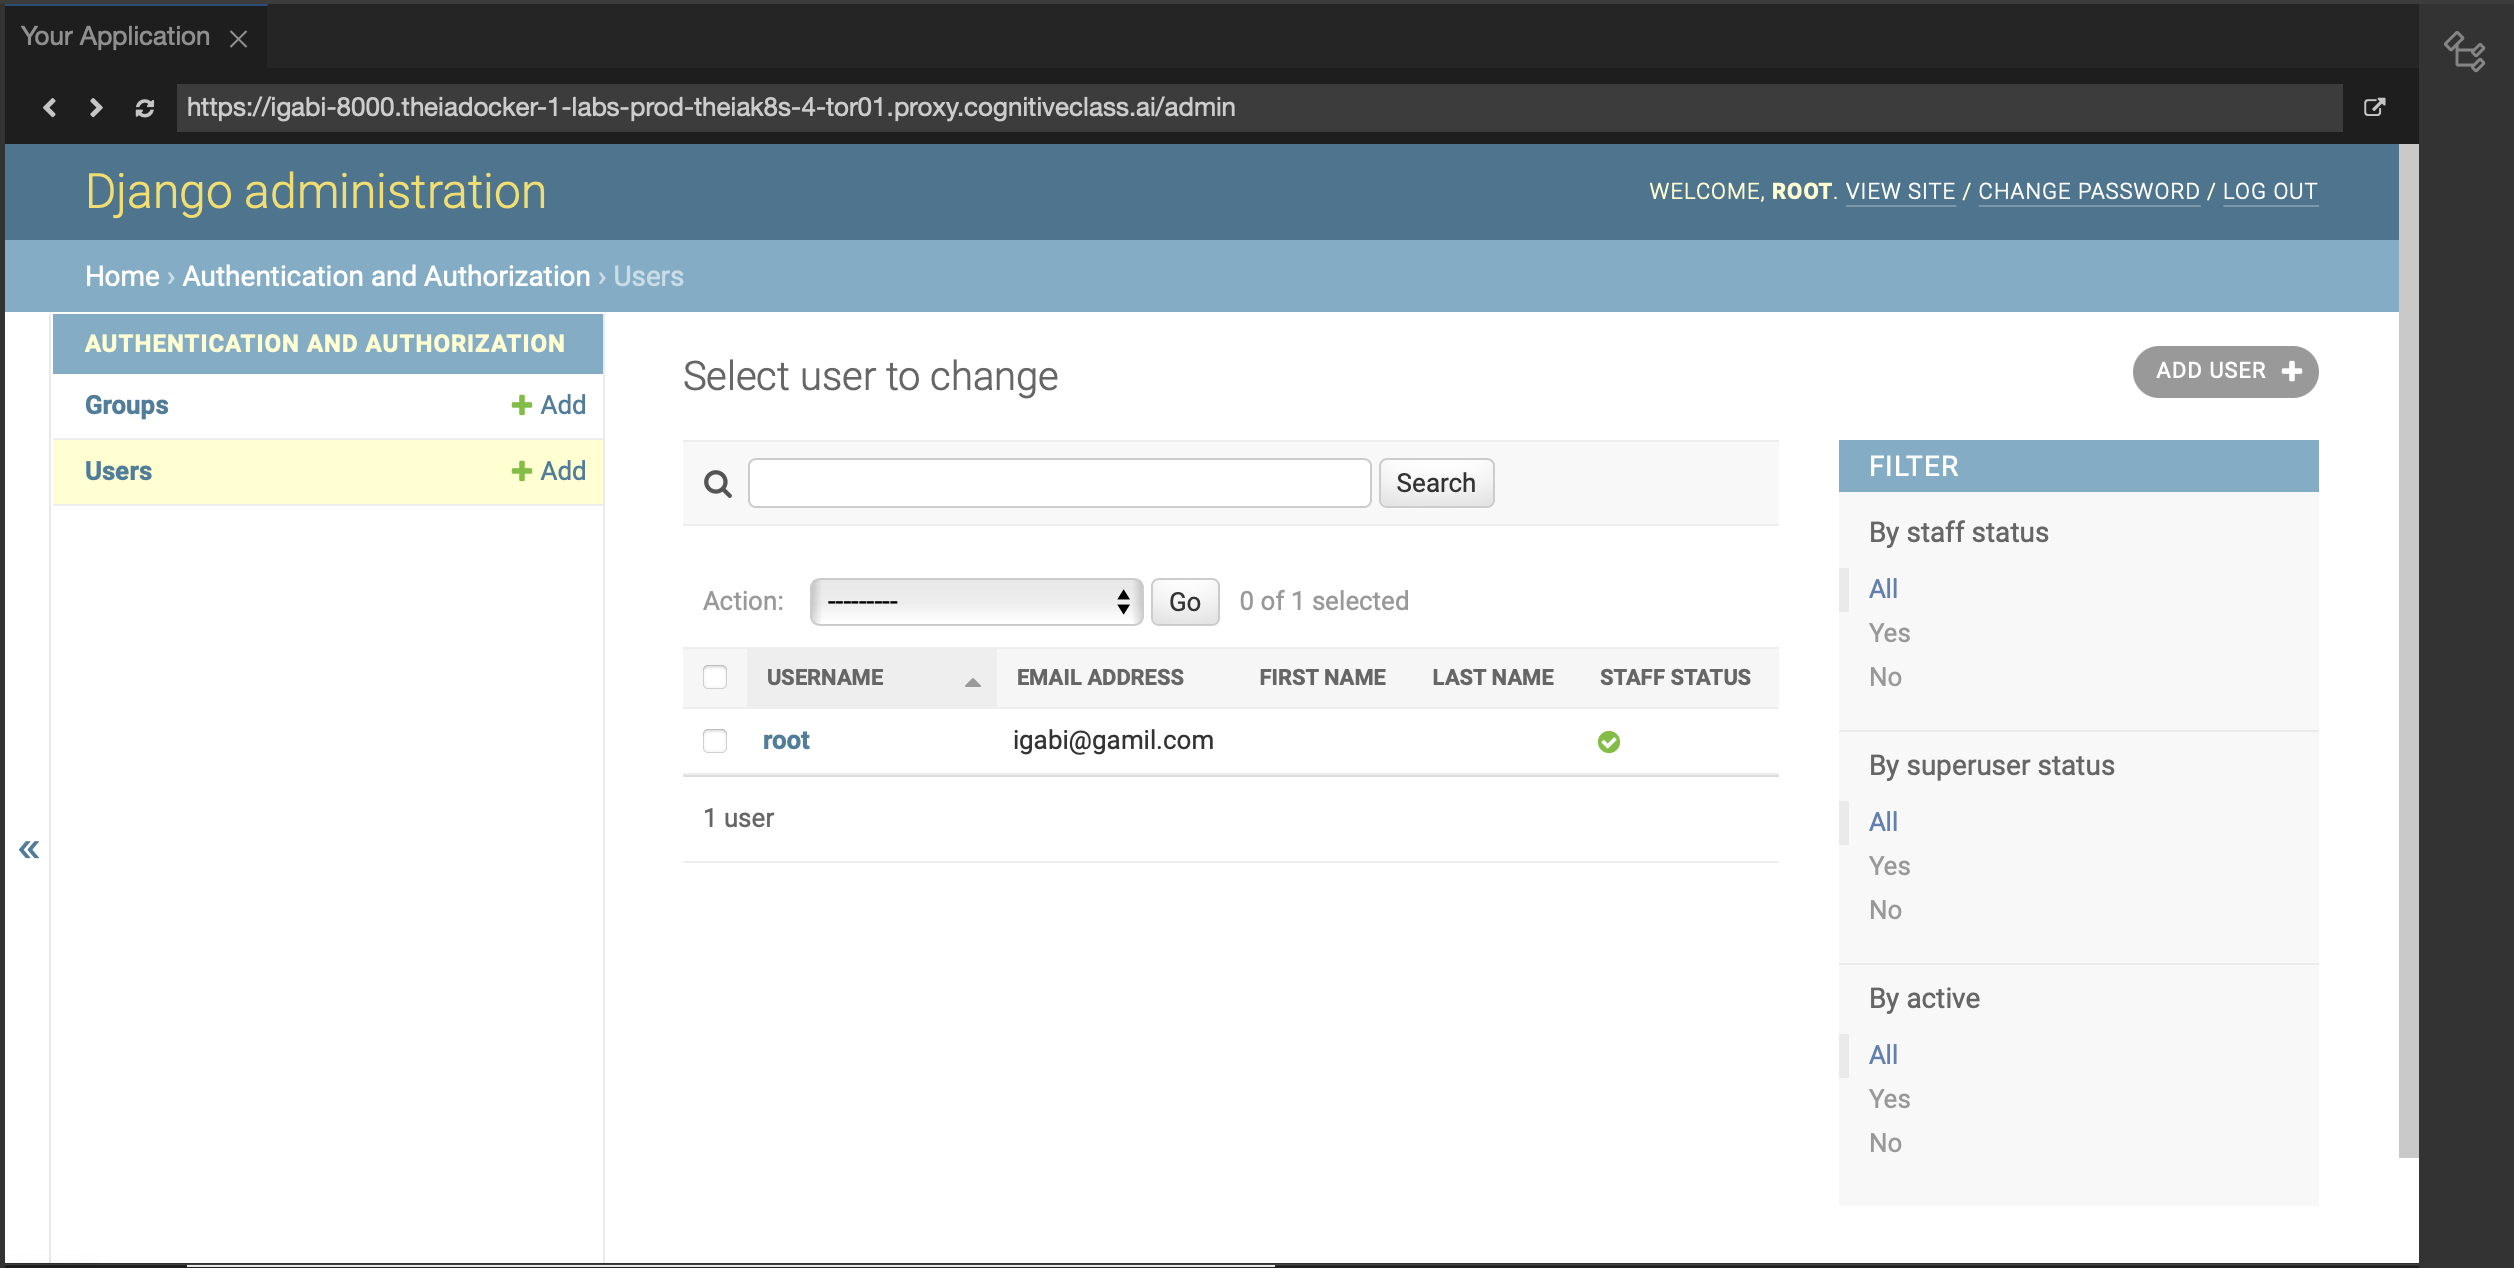 Your Application
https://igabi-8000.theiadocker-1-labs-prod-theiak8s-4-tor01.proxy.cognitiveclass.ai/admin
Django administration
WELCOME, ROOT. VIEW SITE / CHANGE PASSWORD / LOG OUT
Home › Authentication and Authorization › Users
AUTHENTICATION AND AUTHORIZATION
Groups + Add
Users + Add
«
Select user to change
ADD USER +
Search
Action: --------- Go 0 of 1 selected
USERNAME EMAIL ADDRESS FIRST NAME LAST NAME STAFF STATUS
root igabi@gamil.com
1 user
FILTER
By staff status
All
Yes
No
By superuser status
All
Yes
No
By active
All
Yes
No